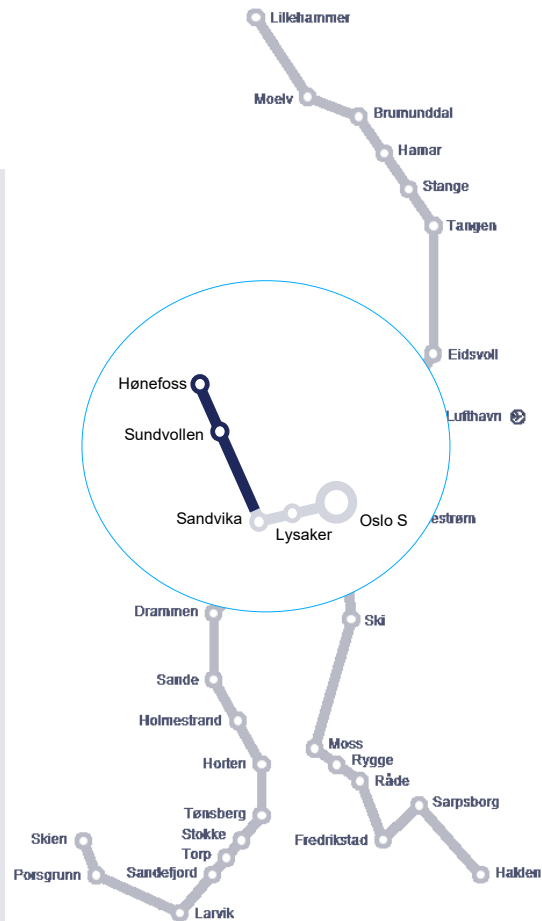 Lillehammer
Moelv
Brumunddal
Hamar
Stange
Tangen
Eidsvoll
Hønefoss
Lufthavn
Sundvollen
Sandvika
Oslo S
estrøm
Lysaker
Drammen
Ski
Sande
Holmestrand
Moss
Horten
Rygge
Råde
Sarpsborg
Tønsberg
Stokke
Skien
Fredrikstad
Torp
Porsgrunn
Sandefjord
Halden
Larvik